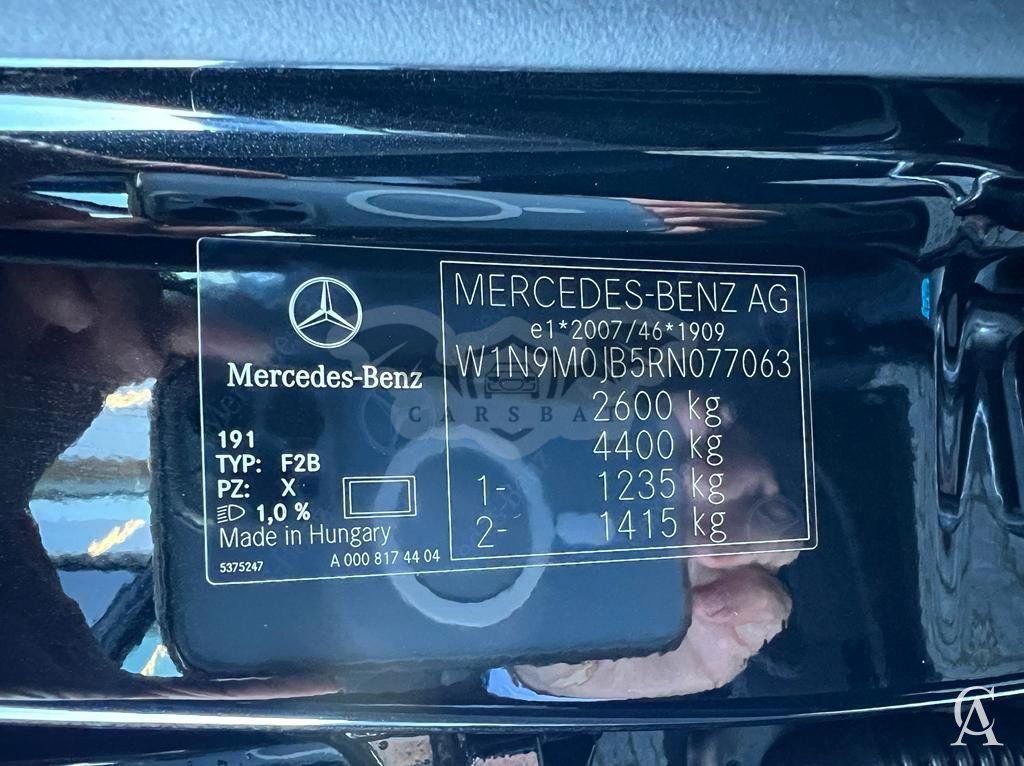 Mercedes-Benz
191
TYP: F2B
PZ: X
1,0 %
Made in Hungary
5375247
A 000 817 44 04
MERCEDES-BENZ AG
e1*2007/46*1909
W1N9M0JB5RN077063
2600 kg
4400 kg
1- 1235 kg
2- 1415 kg
CARSBA
CA